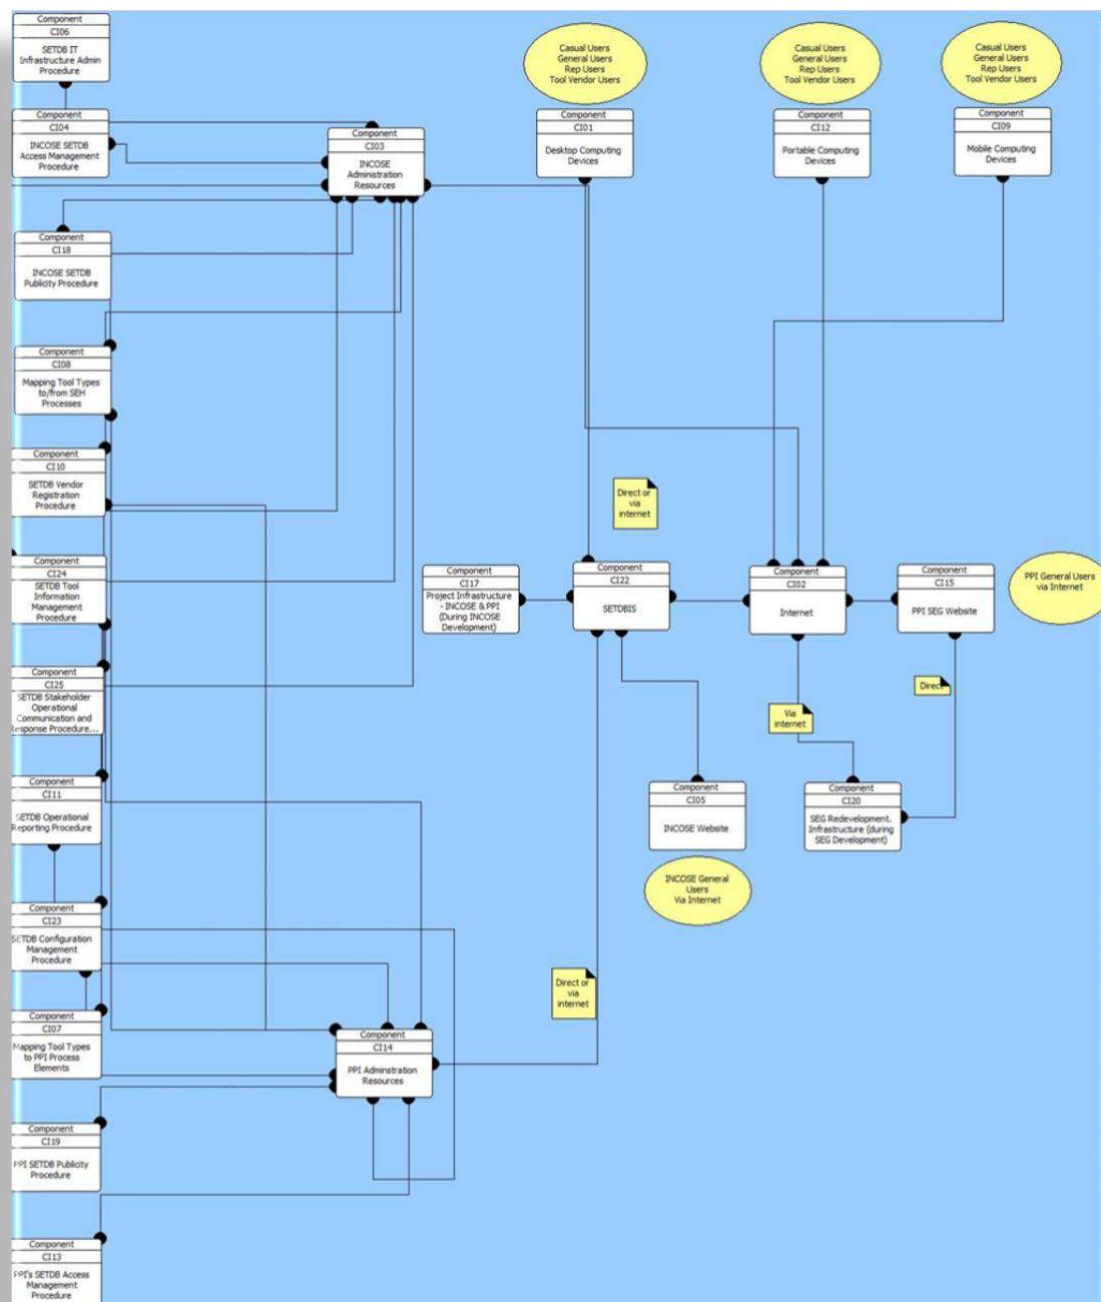 Component
CI06
SETDB IT
Infrastructure Admin
Procedure
Component
CI04
INCOSE SETDB
Access Management
Procedure
Component
CI03
INCOSE
Administration
Resources
Casual Users
General Users
Rep Users
Tool Vendor Users
Component
CI01
Desktop Computing
Devices
Casual Users
General Users
Rep Users
Tool Vendor Users
Component
CI12
Portable Computing
Devices
Casual Users
General Users
Rep Users
Tool Vendor Users
Component
CI09
Mobile Computing
Devices
Component
CI18
INCOSE SETDB
Publicity Procedure
Component
CI08
Mapping Tool Types
to/from SEH
Processes
Component
CI10
SETDB Vendor
Registration
Procedure
Direct or
via
internet
Component
CI24
SETDB Tool
Information
Management
Procedure
Component
CI17
Project Infrastructure
- INCOSE & PPI
(During INCOSE
Development)
Component
CI22
SETDBIS
Component
CI02
Internet
Component
CI15
PPI SEG Website
PPI General Users
via Internet
Component
CI25
SETDB Stakeholder
Operational
Communication and
Response Procedure...
Direct
Via
internet
Component
CI11
SETDB Operational
Reporting Procedure
Component
CI05
INCOSE Website
Component
CI20
SEG Redevelopment.
Infrastructure (during
SEG Development)
INCOSE General
Users
Via Internet
Component
CI23
SETDB Configuration
Management
Procedure
Direct or
via
internet
Component
CI07
Mapping Tool Types
to PPI Process
Elements
Component
CI14
PPI Adminstration
Resources
Component
CI19
PPI SETDB Publicity
Procedure
Component
CI13
PPI's SETDB Access
Management
Procedure